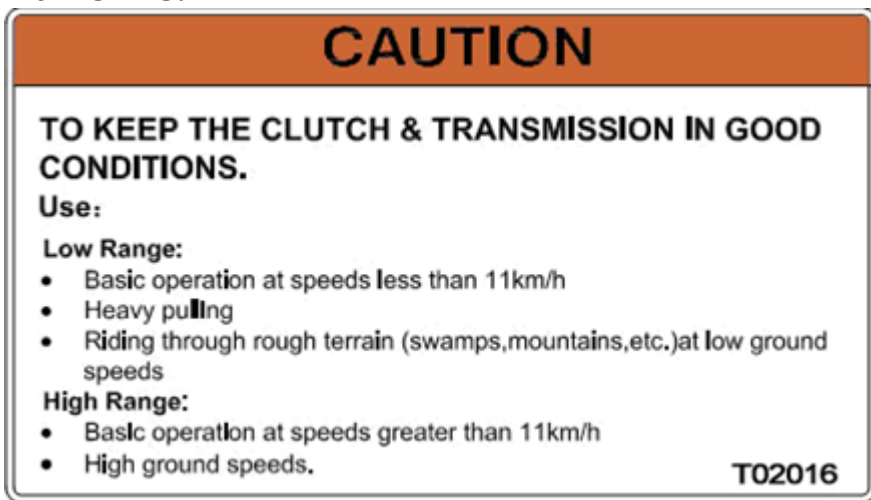 CAUTION
TO KEEP THE CLUTCH & TRANSMISSION IN GOOD
CONDITIONS.
Use:
Low Range:
• Basic operation at speeds less than 11km/h
• Heavy pulling
• Riding through rough terrain (swamps,mountains,etc.)at low ground
speeds
High Range:
• Basic operation at speeds greater than 11km/h
• High ground speeds.
T02016